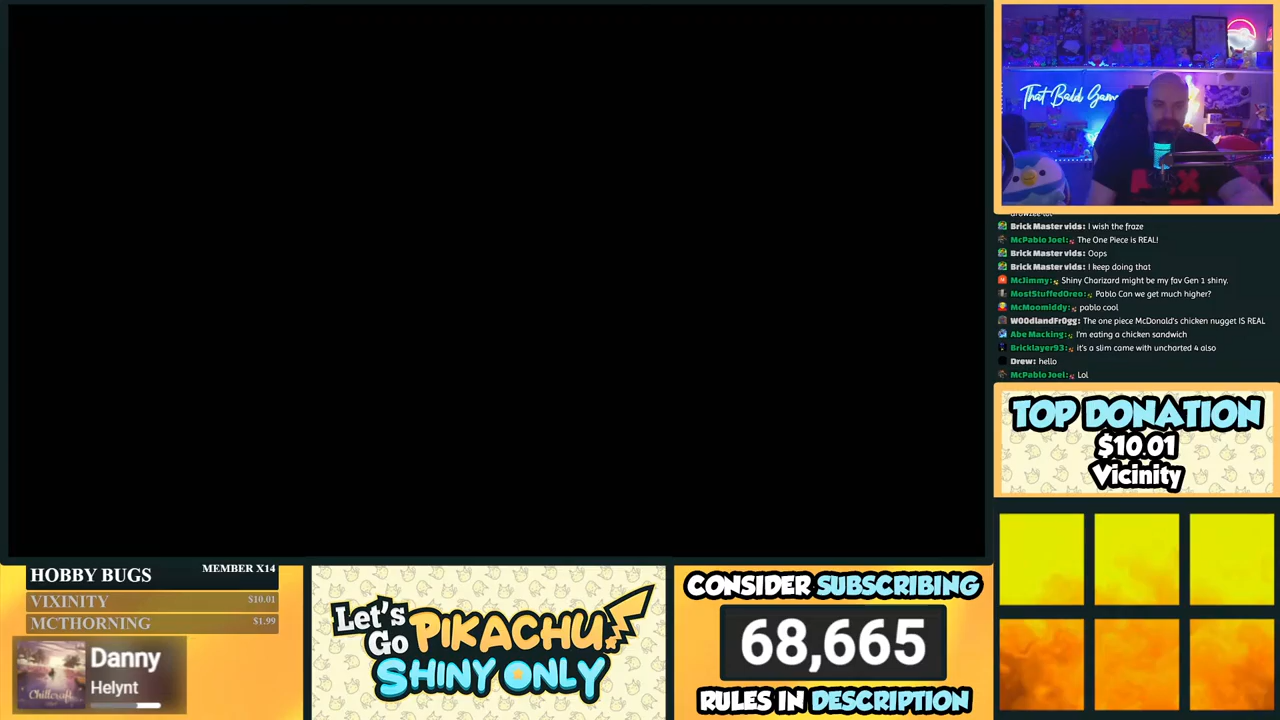 That Bald Gam
Brick Master vids: I wish the fraze
McPablo Joel: The One Piece is REAL!
Brick Master vids: Oops
Brick Master vids: I keep doing that
McJimmy: Shiny Charizard might be my fav Gen 1 shiny.
MostStuffedOreo: Pablo Can we get much higher?
McMoomiddy: pablo cool
W00dlandFr0gg: The one piece McDonald's chicken nugget IS REAL
Abe Macking: I'm eating a chicken sandwich
Bricklayer93: it's a slim came with uncharted 4 also
Drew: hello
McPablo Joel: Lol
TOP DONATION
$10.01
Vicinity
HOBBY BUGS MEMBER X14
VIXINITY $10.01
MCTHORNING $1.99
Danny
Helynt
Chillcraft
Let's Go PIKACHU
SHINY ONLY
CONSIDER SUBSCRIBING
68,665
RULES IN DESCRIPTION